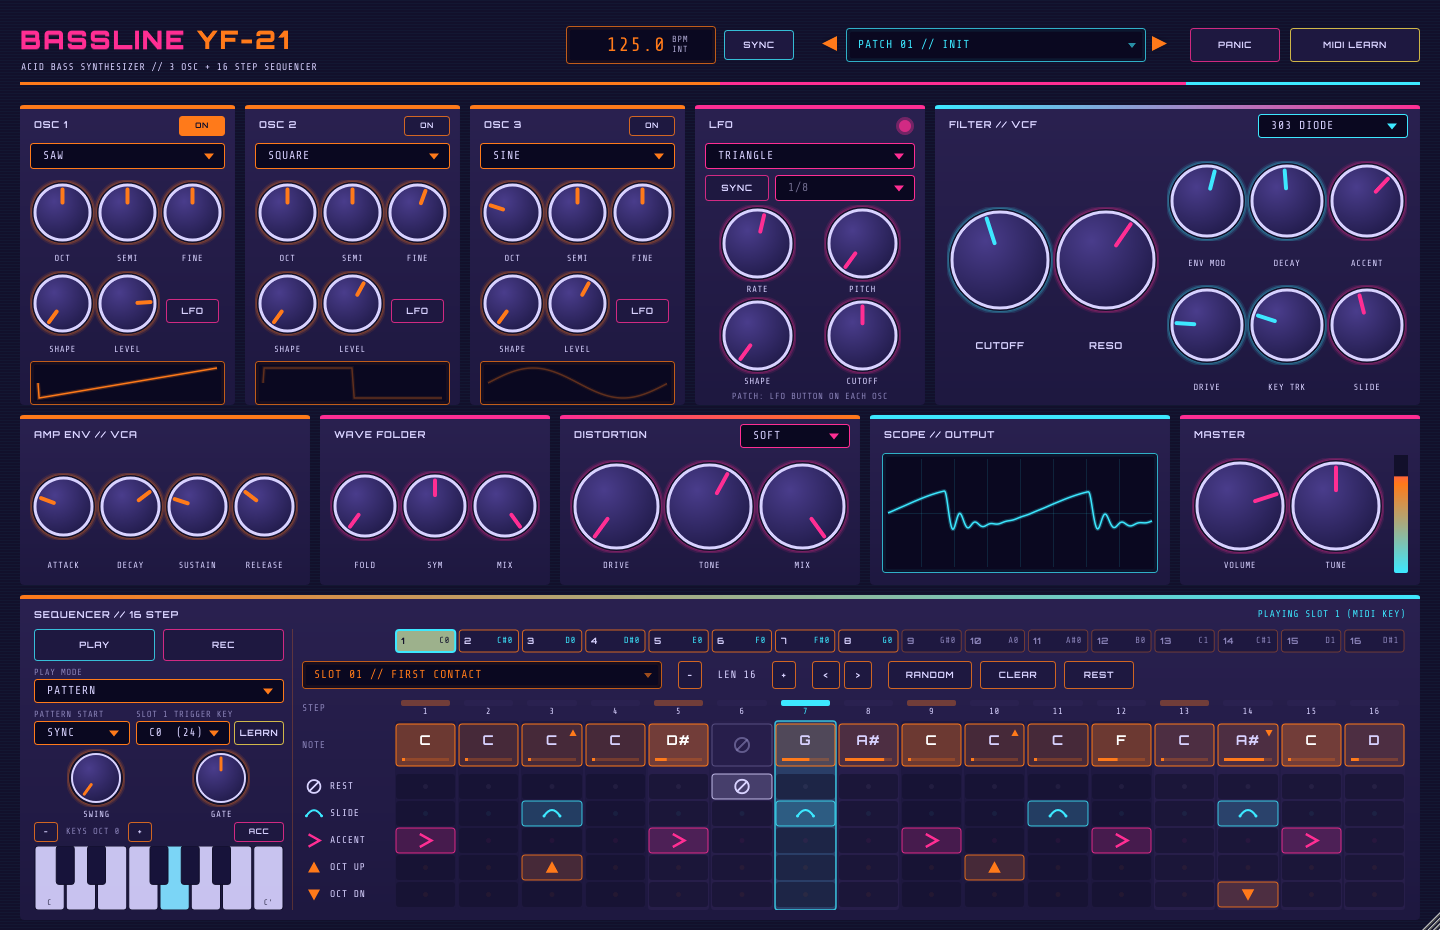 BASSLINE YF-21
ACID BASS SYNTHESIZER // 3 OSC + 16 STEP SEQUENCER
125.0 BPM INT
SYNC
PATCH 01 // INIT
PANIC
MIDI LEARN
OSC 1
ON
SAW
OCT SEMI FINE
LFO
SHAPE LEVEL
OSC 2
ON
SQUARE
OCT SEMI FINE
LFO
SHAPE LEVEL
OSC 3
ON
SINE
OCT SEMI FINE
LFO
SHAPE LEVEL
LFO
TRIANGLE
SYNC
1/8
RATE PITCH
SHAPE CUTOFF
PATCH: LFO BUTTON ON EACH OSC
FILTER // VCF
303 DIODE
CUTOFF RESO
ENV MOD DECAY ACCENT
DRIVE KEY TRK SLIDE
AMP ENV // VCA
ATTACK DECAY SUSTAIN RELEASE
WAVE FOLDER
FOLD SYM MIX
DISTORTION
SOFT
DRIVE TONE MIX
SCOPE // OUTPUT
MASTER
VOLUME TUNE
SEQUENCER // 16 STEP
PLAYING SLOT 1 (MIDI KEY)
PLAY
REC
PLAY MODE
PATTERN
PATTERN START
SLOT 1 TRIGGER KEY
SYNC
C0 (24)
LEARN
SWING GATE
-
KEYS OCT 0
+
ACC
C C'
1 C0 2 C#0 3 D0 4 D#0 5 E0 6 F0 7 F#0 8 G0 9 G#0 10 A0 11 A#0 12 B0 13 C1 14 C#1 15 D1 16 D#1
SLOT 01 // FIRST CONTACT
- LEN 16 +
< >
RANDOM
CLEAR
REST
STEP 1 2 3 4 5 6 7 8 9 10 11 12 13 14 15 16
NOTE C C C C D# G A# C C C F C A# C D
REST
SLIDE
ACCENT
OCT UP
OCT DN